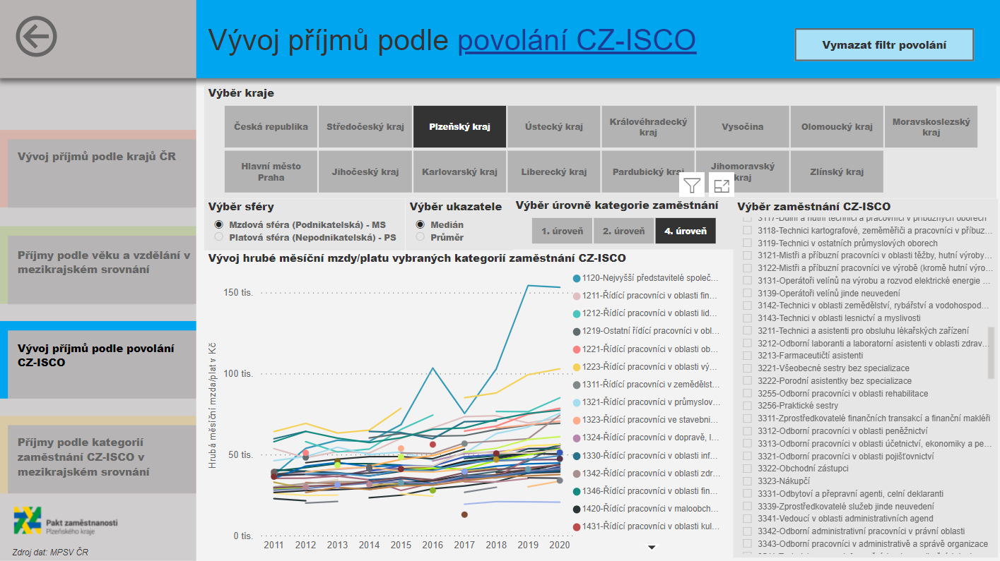 Vývoj příjmů podle povolání CZ-ISCO
Vymazat filtr povolání
Výběr kraje
Česká republika
Středočeský kraj
Plzeňský kraj
Ústecký kraj
Královéhradecký
kraj
Vysočina
Olomoucký kraj
Moravskoslezský
kraj
Hlavní město
Praha
Jihočeský kraj
Karlovarský kraj
Liberecký kraj
Pardubický kraj
Jihomoravský
kraj
Zlínský kraj
Vývoj příjmů podle krajů ČR
Příjmy podle věku a vzdělání v
mezikrajském srovnání
Vývoj příjmů podle povolání
CZ-ISCO
Příjmy podle kategorií
zaměstnání CZ-ISCO v
mezikrajském srovnání
Pakt zaměstnanosti
Plzeňského kraje
Zdroj dat: MPSV ČR
Výběr sféry
Mzdová sféra (Podnikatelská) - MS
Platová sféra (Nepodnikatelská) - PS
Výběr ukazatele
Medián
Průměr
Výběr úrovně kategorie zaměstnání
1. úroveň
2. úroveň
4. úroveň
Vývoj hrubé měsíční mzdy/platu vybraných kategorií zaměstnání CZ-ISCO
Hrubá měsíční mzda/plat v Kč
150 tis.
100 tis.
50 tis.
0 tis.
2011 2012 2013 2014 2015 2016 2017 2018 2019 2020
1120-Nejvyšší představitelé společ...
1211-Řídící pracovníci v oblasti fin...
1212-Řídící pracovníci v oblasti lid...
1219-Ostatní řídící pracovníci v obl...
1221-Řídící pracovníci v oblasti ob...
1223-Řídící pracovníci v oblasti vý...
1311-Řídící pracovníci v zemědělst...
1321-Řídící pracovníci v průmyslov...
1323-Řídící pracovníci ve stavebni...
1324-Řídící pracovníci v dopravě, l...
1330-Řídící pracovníci v oblasti inf...
1342-Řídící pracovníci v oblasti zdr...
1346-Řídící pracovníci v oblasti fin...
1420-Řídící pracovníci v maloobch...
1431-Řídící pracovníci v oblasti kul...
Výběr zaměstnání CZ-ISCO
3117-Důlní a hutní technici a pracovníci v příbuzných oborech
3118-Technici kartografové, zeměměřiči a pracovníci v příbuz...
3119-Technici v ostatních průmyslových oborech
3121-Mistři a příbuzní pracovníci v oblasti těžby, hutní výroby...
3122-Mistři a příbuzní pracovníci ve výrobě (kromě hutní výro...
3131-Operátoři velínů na výrobu a rozvod elektrické energie ...
3139-Operátoři velínů jinde neuvedení
3142-Technici v oblasti zemědělství, rybářství a vodohospod...
3143-Technici v oblasti lesnictví a myslivosti
3211-Technici a asistenti pro obsluhu lékařských zařízení
3212-Odborní laboranti a laboratorní asistenti v oblasti zdrav...
3213-Farmaceutičtí asistenti
3221-Všeobecné sestry bez specializace
3222-Porodní asistentky bez specializace
3255-Odborní pracovníci v oblasti rehabilitace
3256-Praktické sestry
3311-Zprostředkovatelé finančních transakcí a finanční makléři
3312-Odborní pracovníci v oblasti peněžnictví
3313-Odborní pracovníci v oblasti účetnictví, ekonomiky a pe...
3321-Odborní pracovníci v oblasti pojišťovnictví
3322-Obchodní zástupci
3323-Nákupčí
3331-Odbytoví a přepravní agenti, celní deklaranti
3339-Zprostředkovatelé služeb jinde neuvedení
3341-Vedoucí v oblasti administrativních agend
3342-Odborní administrativní pracovníci v právní oblasti
3343-Odborní pracovníci v administrativě a správě organizace